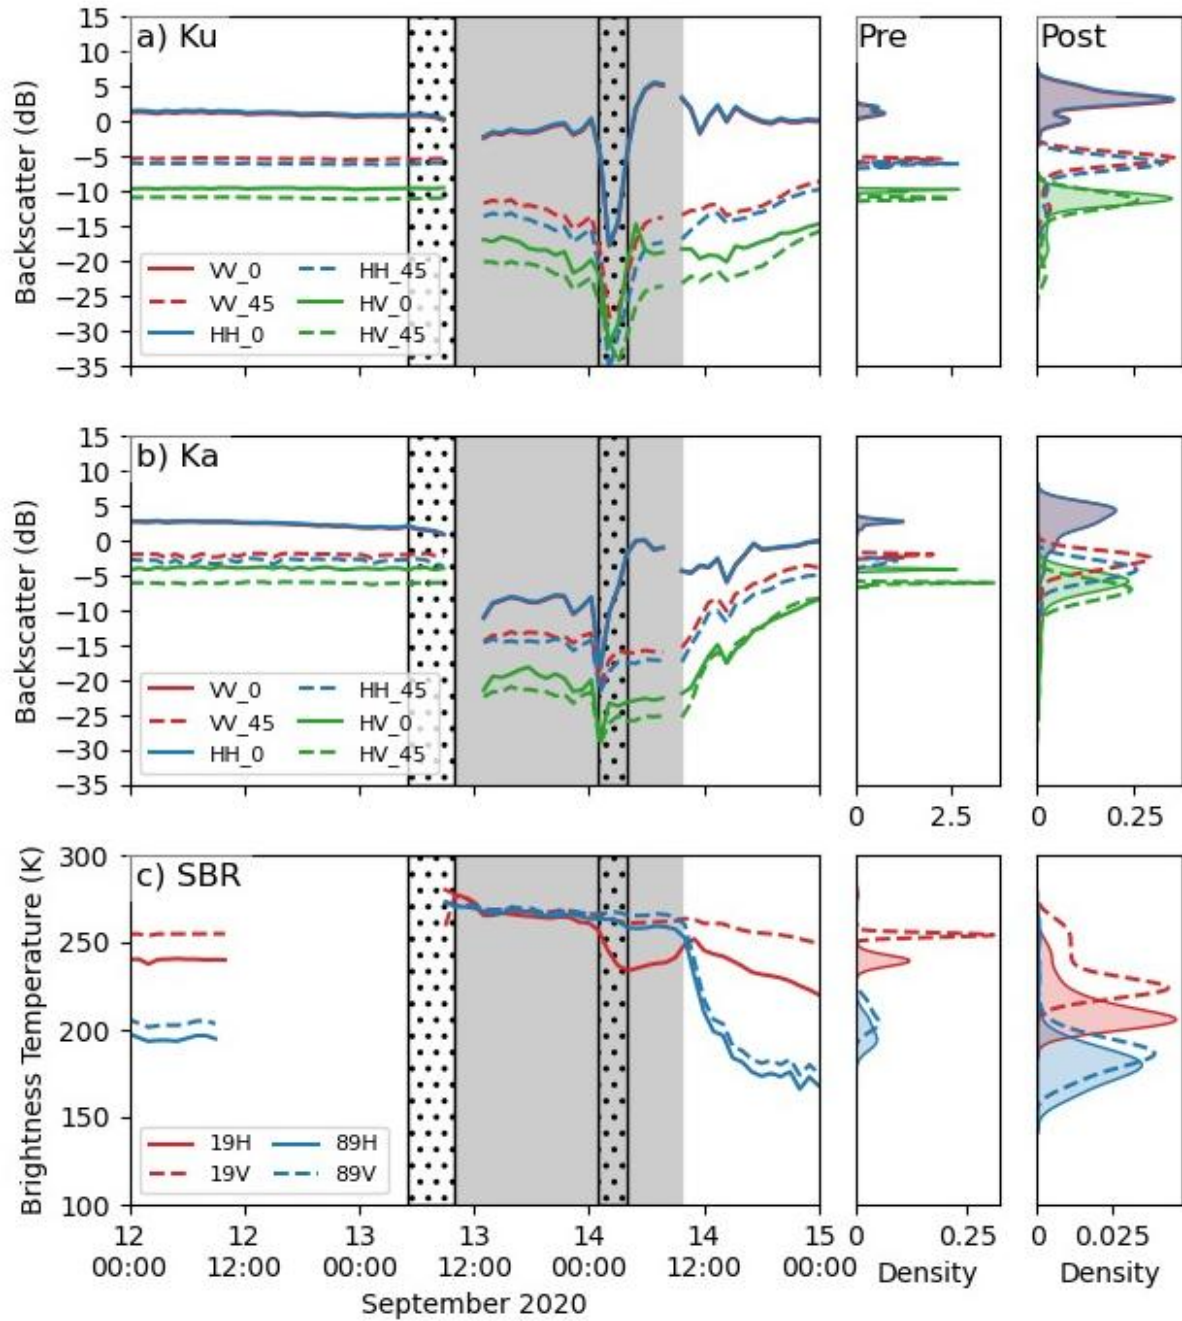 a) Ku
Pre
Post
Backscatter (dB)
15
10
5
0
−5
−10
−15
−20
−25
−30
−35
VV_0
HH_45
VV_45
HV_0
HH_0
HV_45
b) Ka
Backscatter (dB)
15
10
5
0
−5
−10
−15
−20
−25
−30
−35
VV_0
HH_45
VV_45
HV_0
HH_0
HV_45
0 2.5
0 0.25
c) SBR
Brightness Temperature (K)
300
250
200
150
100
19H
89H
19V
89V
12 12 13 13 14 14 15
00:00 12:00 00:00 12:00 00:00 12:00 00:00
0 0.25
0 0.025
Density
Density
September 2020